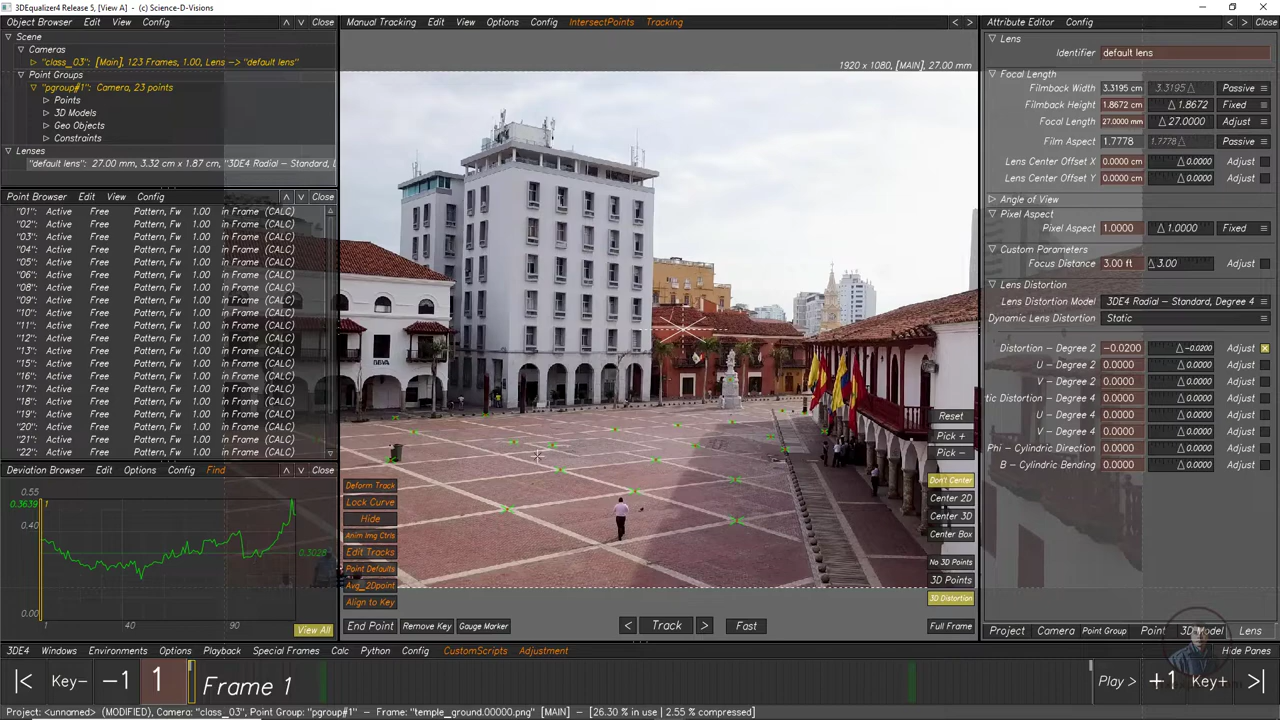 3DEqualizer4 Release 5, [View A] - (c) Science-D-Visions
Object Browser Edit View Config Close
Scene
Cameras
"class_03": [Main], 123 Frames, 1.00, Lens -> "default lens"
Point Groups
"pgroup#1": Camera, 23 points
Points
3D Models
Geo Objects
Constraints
Lenses
"default lens": 27.00 mm, 3.32 cm x 1.87 cm, "3DE4 Radial - Standard, D
Point Browser Edit View Config Close
"01": Active Free Pattern, Fw 1.00 in Frame (CALC)
"02": Active Free Pattern, Fw 1.00 in Frame (CALC)
"03": Active Free Pattern, Fw 1.00 in Frame (CALC)
"04": Active Free Pattern, Fw 1.00 in Frame (CALC)
"05": Active Free Pattern, Fw 1.00 in Frame (CALC)
"06": Active Free Pattern, Fw 1.00 in Frame (CALC)
"08": Active Free Pattern, Fw 1.00 in Frame (CALC)
"09": Active Free Pattern, Fw 1.00 in Frame (CALC)
"10": Active Free Pattern, Fw 1.00 in Frame (CALC)
"11": Active Free Pattern, Fw 1.00 in Frame (CALC)
"12": Active Free Pattern, Fw 1.00 in Frame (CALC)
"13": Active Free Pattern, Fw 1.00 in Frame (CALC)
"15": Active Free Pattern, Fw 1.00 in Frame (CALC)
"16": Active Free Pattern, Fw 1.00 in Frame (CALC)
"17": Active Free Pattern, Fw 1.00 in Frame (CALC)
"18": Active Free Pattern, Fw 1.00 in Frame (CALC)
"19": Active Free Pattern, Fw 1.00 in Frame (CALC)
"20": Active Free Pattern, Fw 1.00 in Frame (CALC)
"21": Active Free Pattern, Fw 1.00 in Frame (CALC)
"22": Active Free Pattern, Fw 1.00 in Frame (CALC)
Deviation Browser Edit Options Config Find Close
0.55
0.3639
0.40
0.3028
0.00
1 40 90
View All
Manual Tracking Edit View Options Config IntersectPoints Tracking < >
1920 x 1080, [MAIN], 27.00 mm
BBVA
Deform Track
Lock Curve
Hide
Anim Img Ctrls
Edit Tracks
Point Defaults
Avg_2Dpoint
Align to Key
Reset
Pick +
Pick -
Don't Center
Center 2D
Center 3D
Center Box
No 3D Points
3D Points
3D Distortion
End Point Remove Key Gauge Marker < Track > Fast Full Frame
Attribute Editor Config < > Close
Lens
Identifier default lens
Focal Length
Filmback Width 3.3195 cm 3.3195 Passive
Filmback Height 1.8672 cm 1.8672 Fixed
Focal Length 27.0000 mm 27.0000 Adjust
Film Aspect 1.7778 1.7778 Passive
Lens Center Offset X 0.0000 cm 0.0000 Adjust
Lens Center Offset Y 0.0000 cm 0.0000 Adjust
Angle of View
Pixel Aspect
Pixel Aspect 1.0000 1.0000 Fixed
Custom Parameters
Focus Distance 3.00 ft 3.00 Adjust
Lens Distortion
Lens Distortion Model 3DE4 Radial - Standard, Degree 4
Dynamic Lens Distortion Static
Distortion - Degree 2 -0.0200 -0.0200 Adjust
U - Degree 2 0.0000 0.0000 Adjust
V - Degree 2 0.0000 0.0000 Adjust
tic Distortion - Degree 4 0.0000 0.0000 Adjust
U - Degree 4 0.0000 0.0000 Adjust
V - Degree 4 0.0000 0.0000 Adjust
Phi - Cylindric Direction 0.0000 0.0000 Adjust
B - Cylindric Bending 0.0000 0.0000 Adjust
Project Camera Point Group Point 3D Model Lens
3DE4 Windows Environments Options Playback Special Frames Calc Python Config CustomScripts Adjustment Hide Panes
|< Key- -1 1 Frame 1 Play > +1 Key+ >|
Project: <unnamed> (MODIFIED), Camera: "class_03", Point Group: "pgroup#1" - Frame: "temple_ground.00000.png" [MAIN] - [26.30 % in use | 2.55 % compressed]